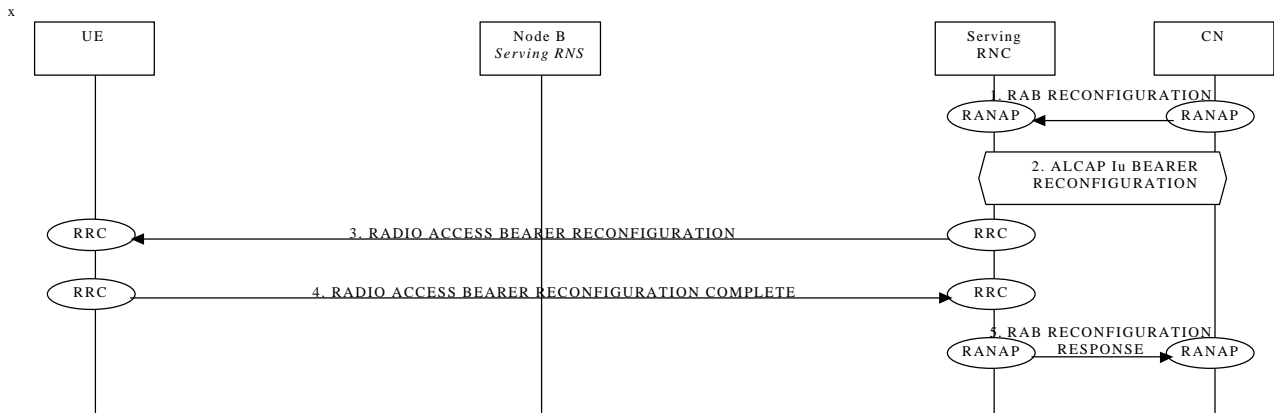 x
UE
Node B
Serving RNS
Serving
RNC
CN
1. RAB RECONFIGURATION
RANAP
RANAP
2. ALCAP Iu BEARER
RECONFIGURATION
RRC
3. RADIO ACCESS BEARER RECONFIGURATION
RRC
RRC
4. RADIO ACCESS BEARER RECONFIGURATION COMPLETE
RRC
5. RAB RECONFIGURATION
RANAP
RESPONSE
RANAP